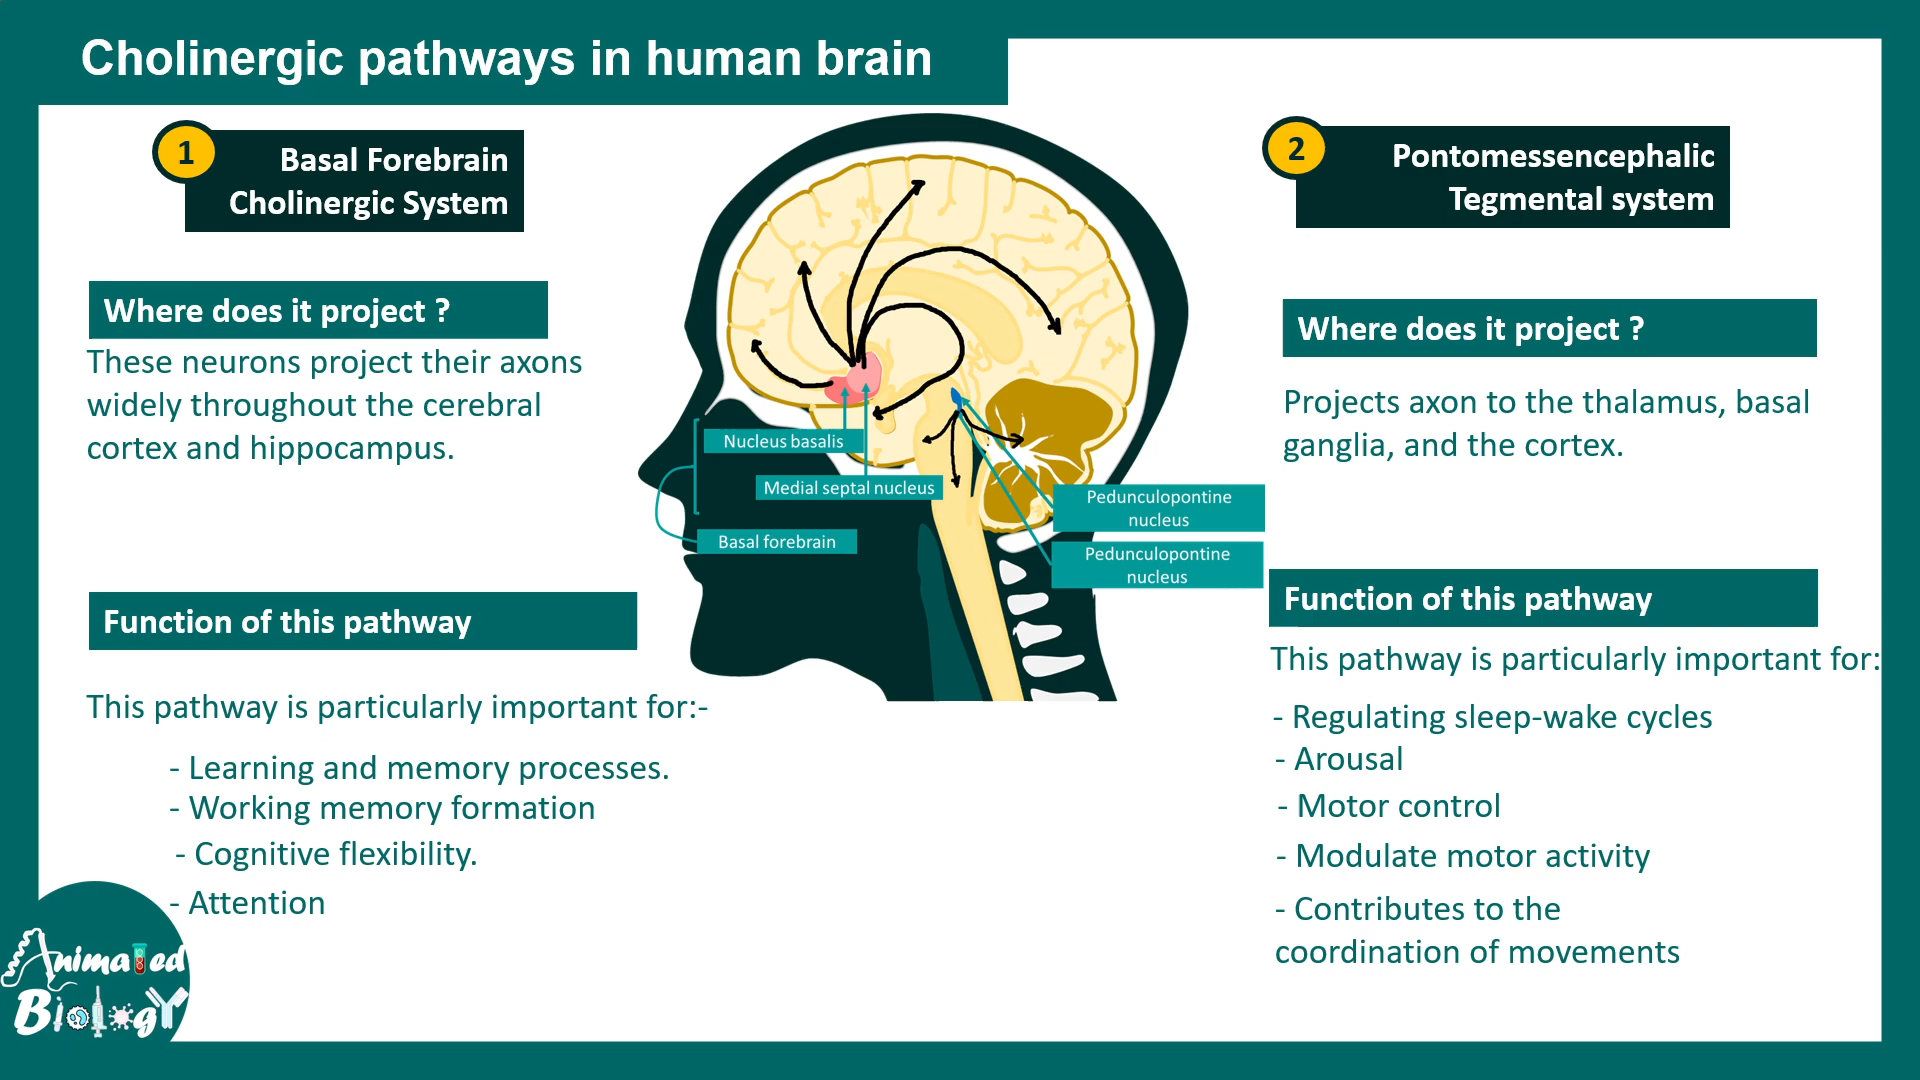 Cholinergic pathways in human brain
1
Basal Forebrain
Cholinergic System
Where does it project ?
These neurons project their axons
widely throughout the cerebral
cortex and hippocampus.
Function of this pathway
This pathway is particularly important for:-
- Learning and memory processes.
- Working memory formation
- Cognitive flexibility.
- Attention
Nucleus basalis
Medial septal nucleus
Basal forebrain
Pedunculopontine
nucleus
Pedunculopontine
nucleus
2
Pontomessencephalic
Tegmental system
Where does it project ?
Projects axon to the thalamus, basal
ganglia, and the cortex.
Function of this pathway
This pathway is particularly important for:
- Regulating sleep-wake cycles
- Arousal
- Motor control
- Modulate motor activity
- Contributes to the
coordination of movements
Animated
Biology